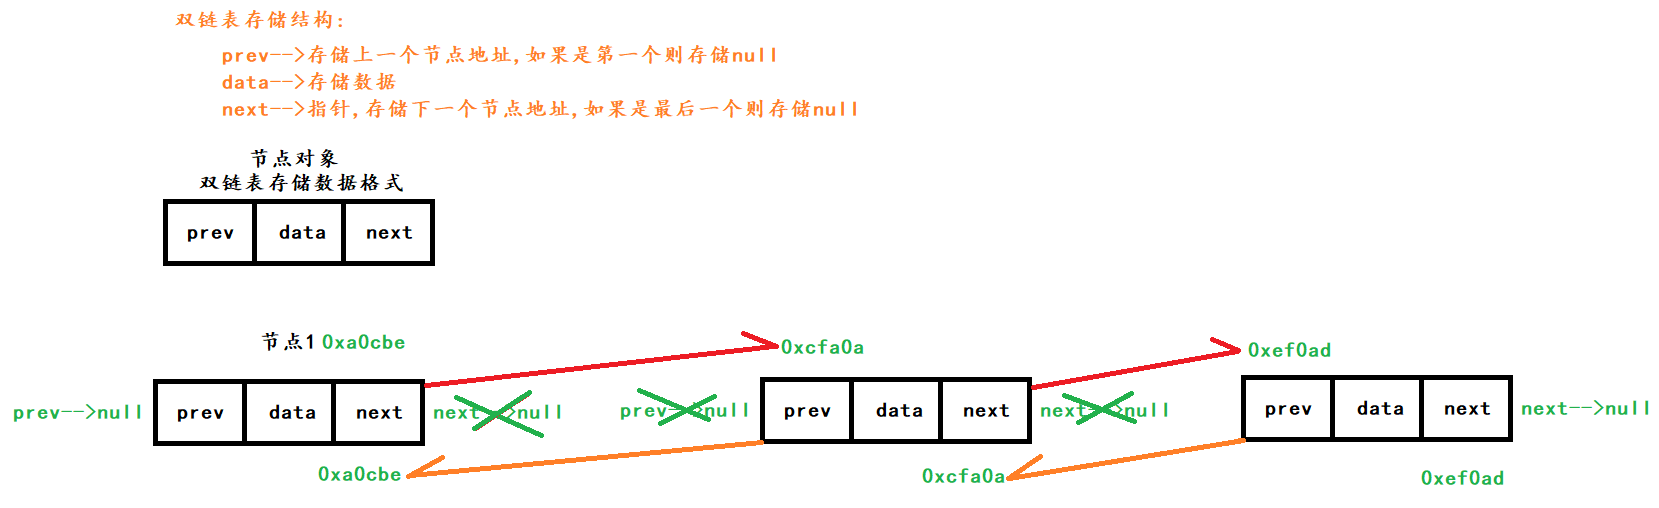 双链表存储结构:
prev-->存储上一个节点地址,如果是第一个则存储null
data-->存储数据
next-->指针,存储下一个节点地址,如果是最后一个则存储null
节点对象
双链表存储数据格式
prev data next
节点1 0xa0cbe
0xcfa0a
0xef0ad
prev-->null
prev data next
next-->null
prev-->null
prev data next
next-->null
prev data next
next-->null
0xa0cbe
0xcfa0a
0xef0ad